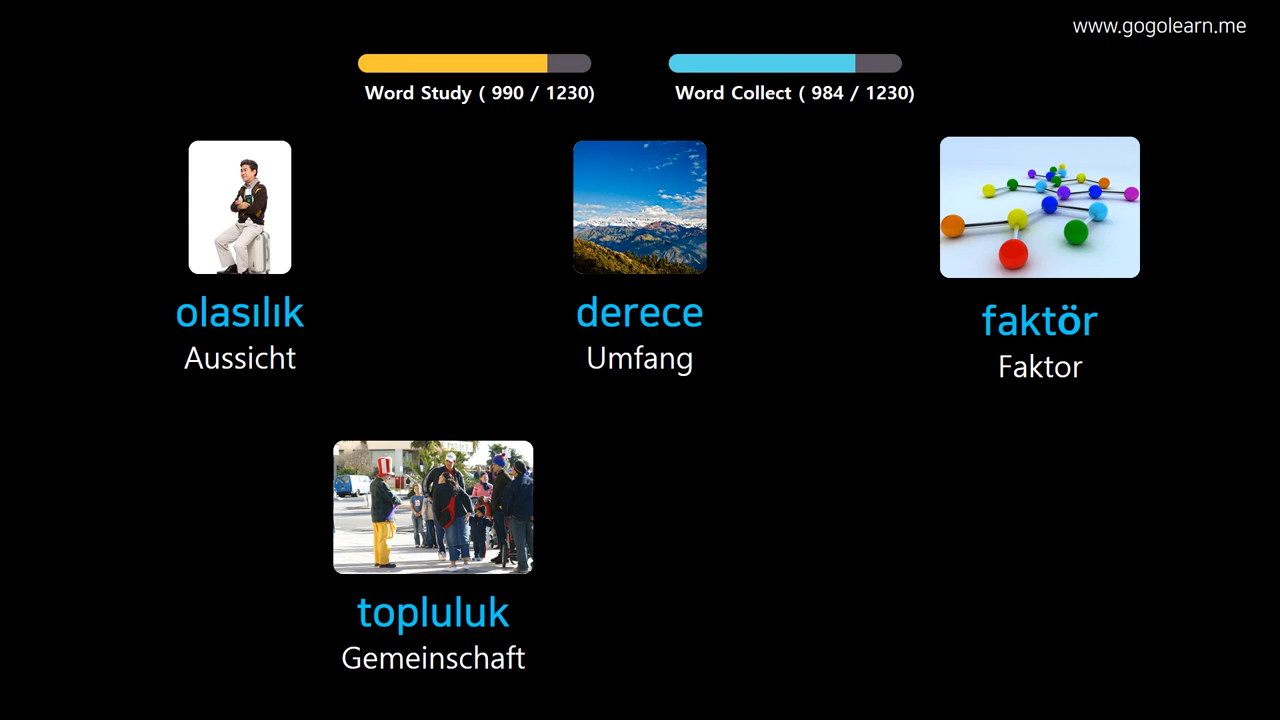 www.gogolearn.me
Word Study ( 990 / 1230)
Word Collect ( 984 / 1230)
olasılık
Aussicht
derece
Umfang
faktör
Faktor
topluluk
Gemeinschaft